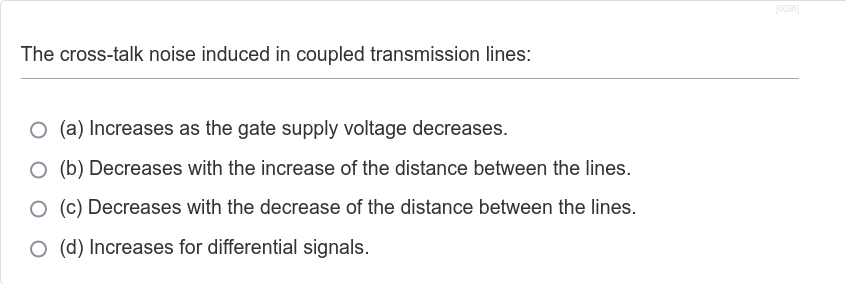 [0036]
The cross-talk noise induced in coupled transmission lines:
(a) Increases as the gate supply voltage decreases.
(b) Decreases with the increase of the distance between the lines.
(c) Decreases with the decrease of the distance between the lines.
(d) Increases for differential signals.